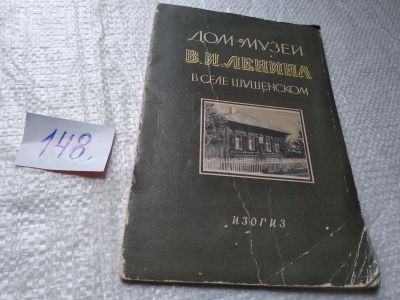 ДОМ-МУЗЕЙ
В.И.ЛЕНИНА
В СЕЛЕ ШУШЕНСКОМ
ИЗОГИЗ
148.